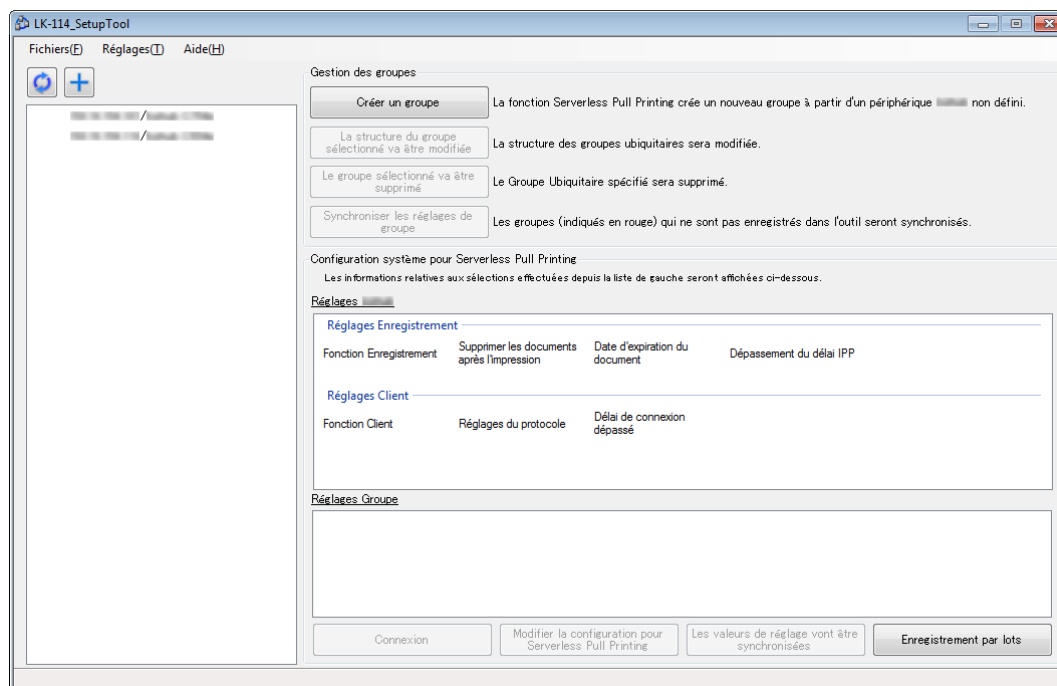 LK-114_SetupTool
Fichiers(F) Réglages(T) Aide(H)
Gestion des groupes
Créer un groupe
La fonction Serverless Pull Printing crée un nouveau groupe à partir d'un périphérique non défini.
La structure du groupe
sélectionné va être modifiée
La structure des groupes ubiquitaires sera modifiée.
Le groupe sélectionné va être
supprimé
Le Groupe Ubiquitaire spécifié sera supprimé.
Synchroniser les réglages de
groupe
Les groupes (indiqués en rouge) qui ne sont pas enregistrés dans l'outil seront synchronisés.
Configuration système pour Serverless Pull Printing
Les informations relatives aux sélections effectuées depuis la liste de gauche seront affichées ci-dessous.
Réglages
Réglages Enregistrement
Fonction Enregistrement
Supprimer les documents
après l'impression
Date d'expiration du
document
Dépassement du délai IPP
Réglages Client
Fonction Client
Réglages du protocole
Délai de connexion
dépassé
Réglages Groupe
Connexion
Modifier la configuration pour
Serverless Pull Printing
Les valeurs de réglage vont être
synchronisées
Enregistrement par lots